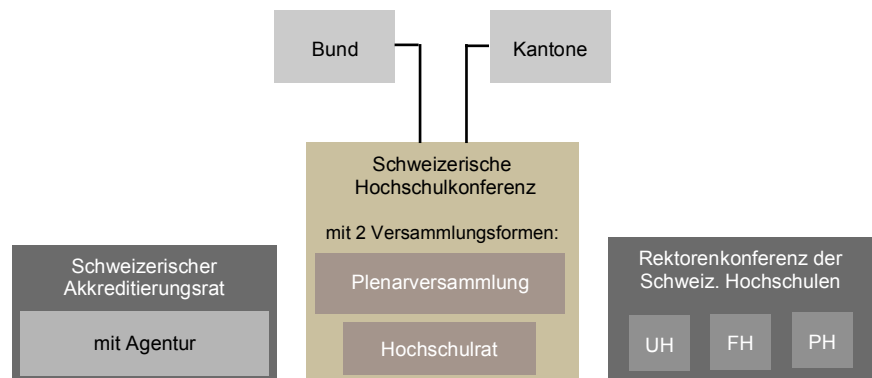 Bund
Kantone
Schweizerische
Hochschulkonferenz
mit 2 Versammlungsformen:
Plenarversammlung
Hochschulrat
Schweizerischer
Akkreditierungsrat
mit Agentur
Rektorenkonferenz der
Schweiz. Hochschulen
UH
FH
PH